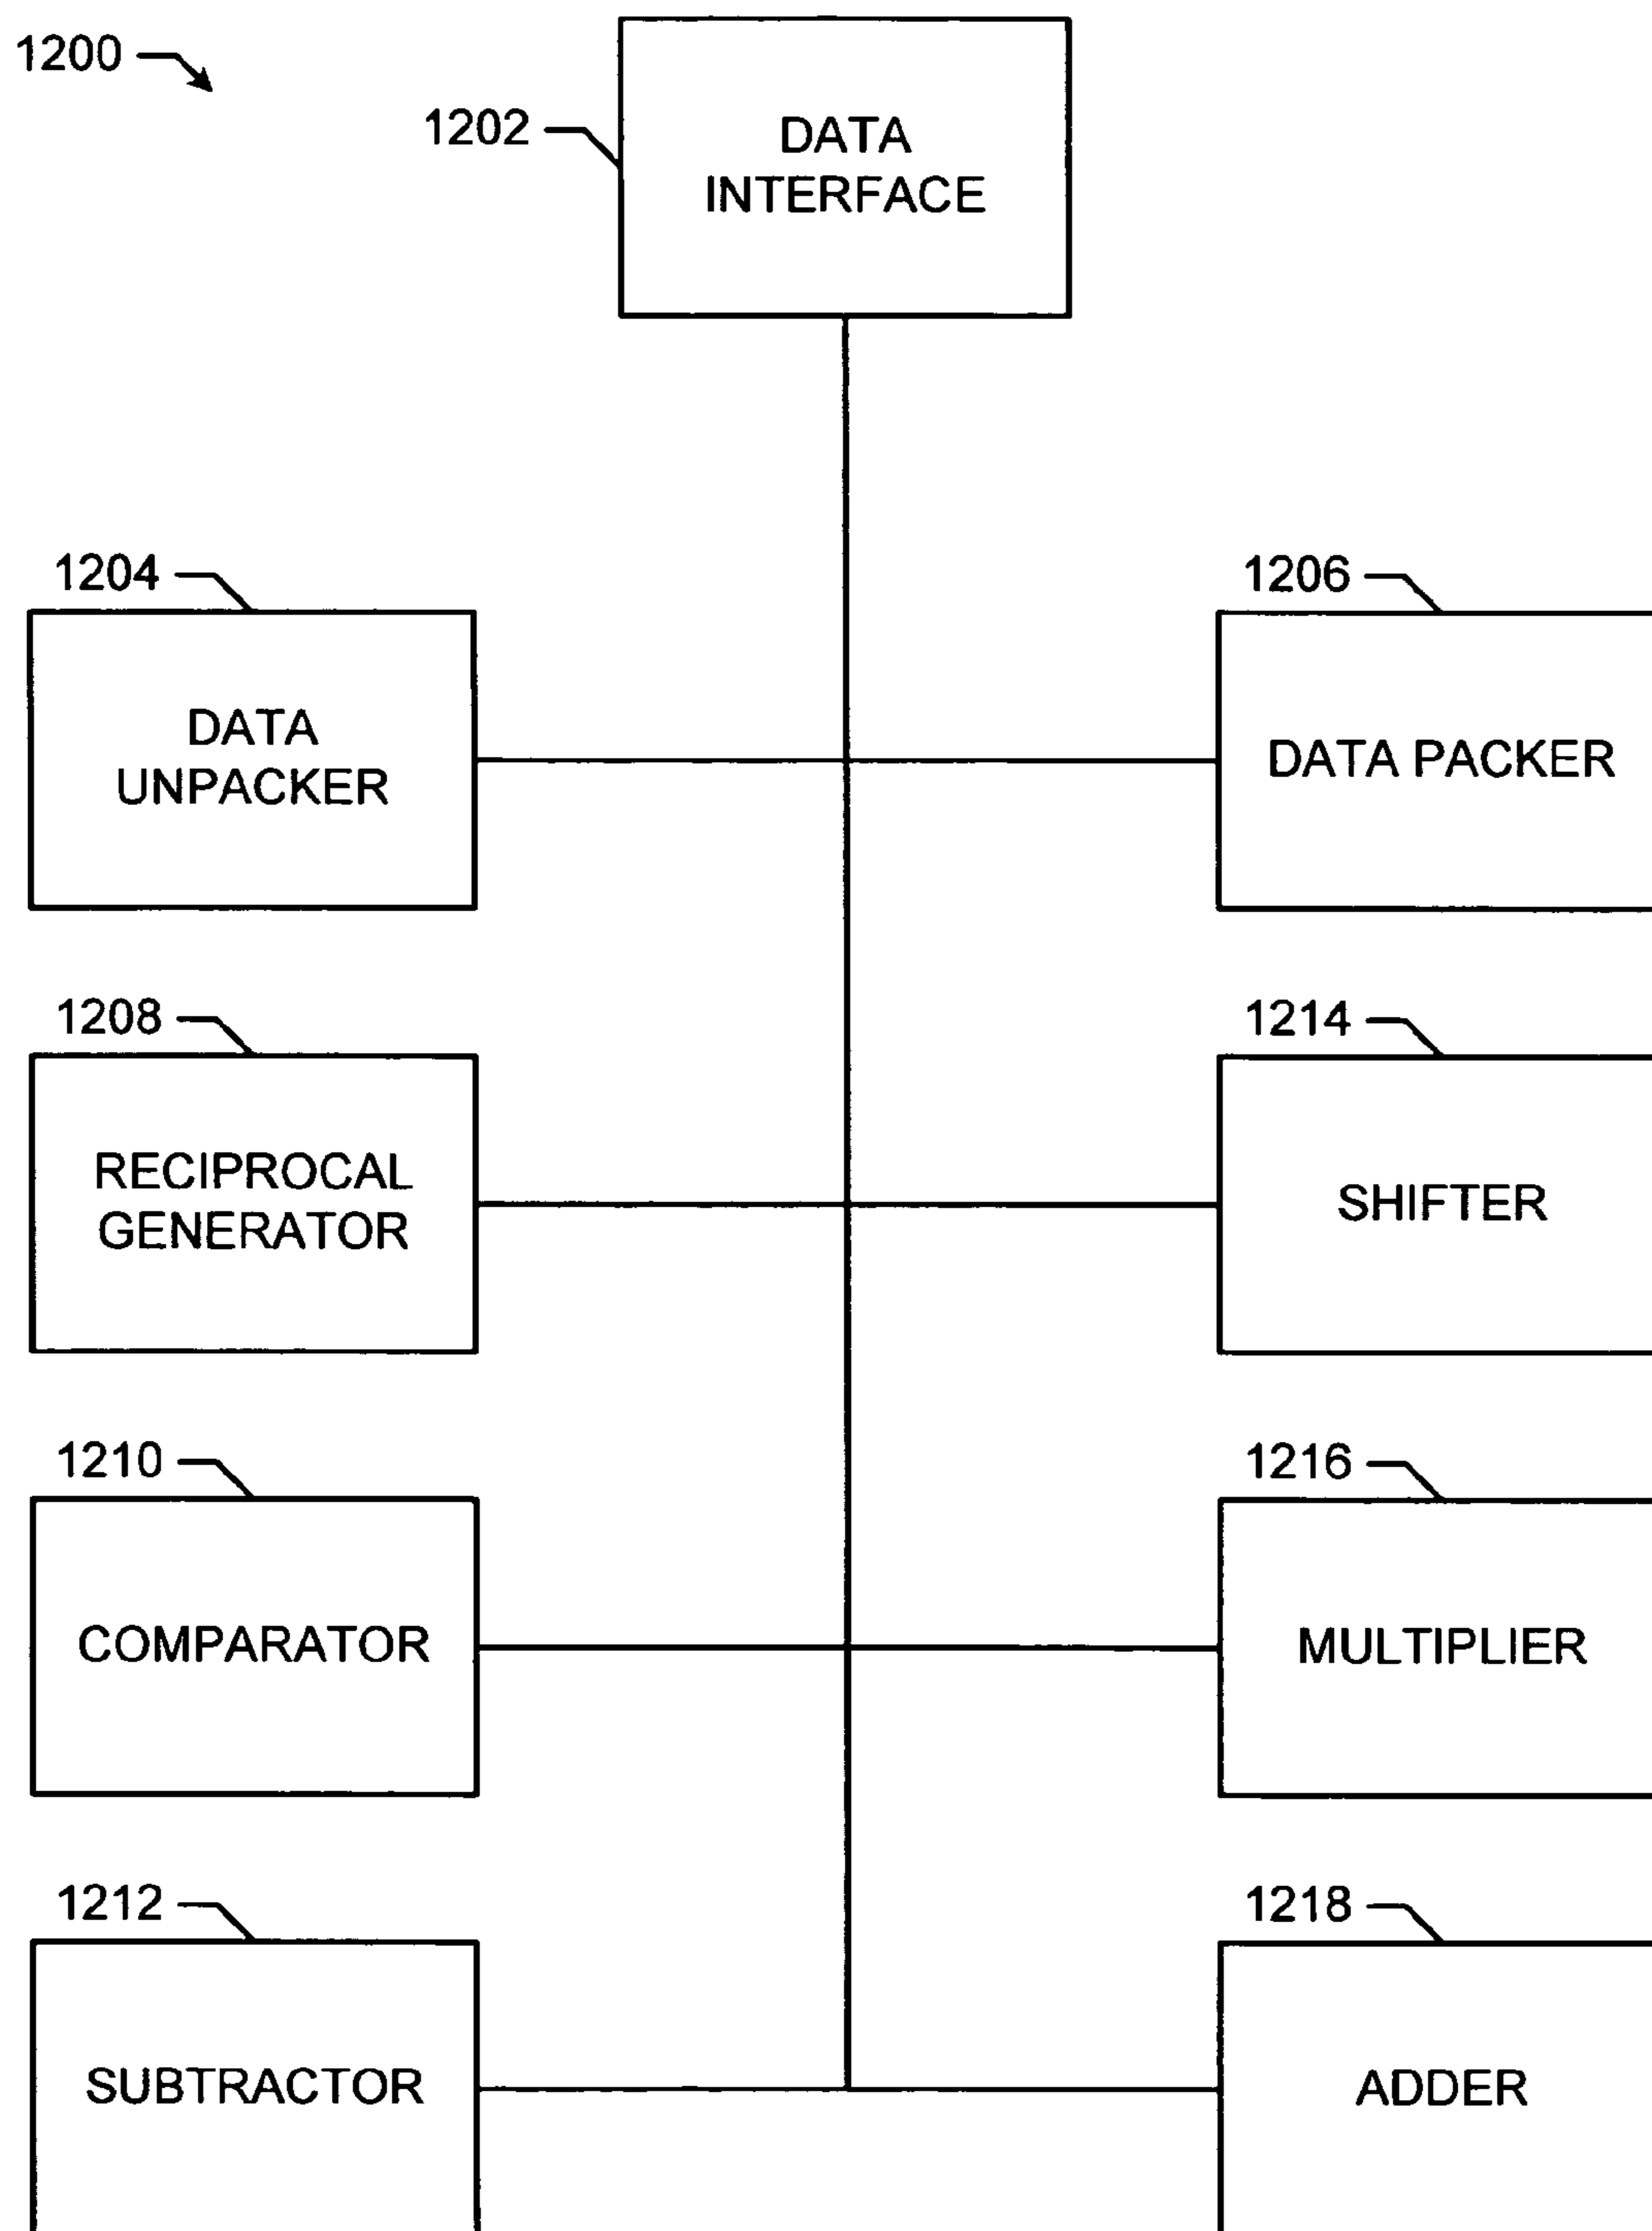 1200
1202
DATA
INTERFACE
1204
DATA
UNPACKER
1206
DATA PACKER
1208
RECIPROCAL
GENERATOR
1214
SHIFTER
1210
COMPARATOR
1216
MULTIPLIER
1212
SUBTRACTOR
1218
ADDER